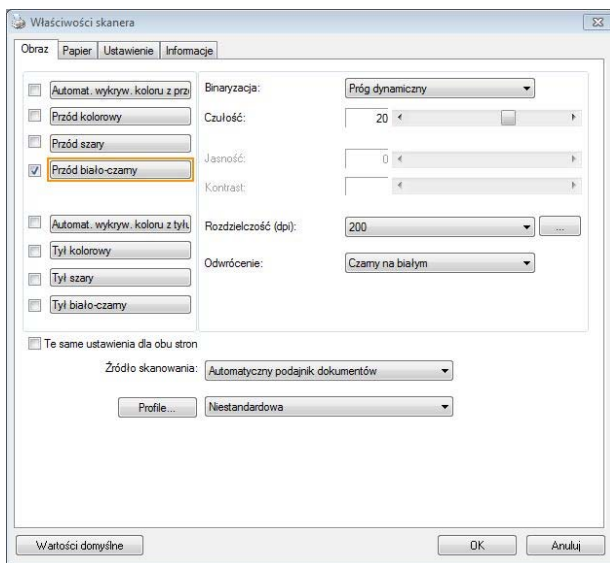 Właściwości skanera
Obraz Papier Ustawienie Informacje
Automat. wykryw. koloru z prz
Przód kolorowy
Przód szary
Przód biało-czarny
Automat. wykryw. koloru z tyłu
Tył kolorowy
Tył szary
Tył biało-czarny
Binaryzacja: Próg dynamiczny
Czułość: 20
Jasność: 0
Kontrast:
Rozdzielczość (dpi): 200 ...
Odwrócenie: Czarny na białym
Te same ustawienia dla obu stron
Źródło skanowania: Automatyczny podajnik dokumentów
Profile... Niestandardowa
Wartości domyślne OK Anuluj